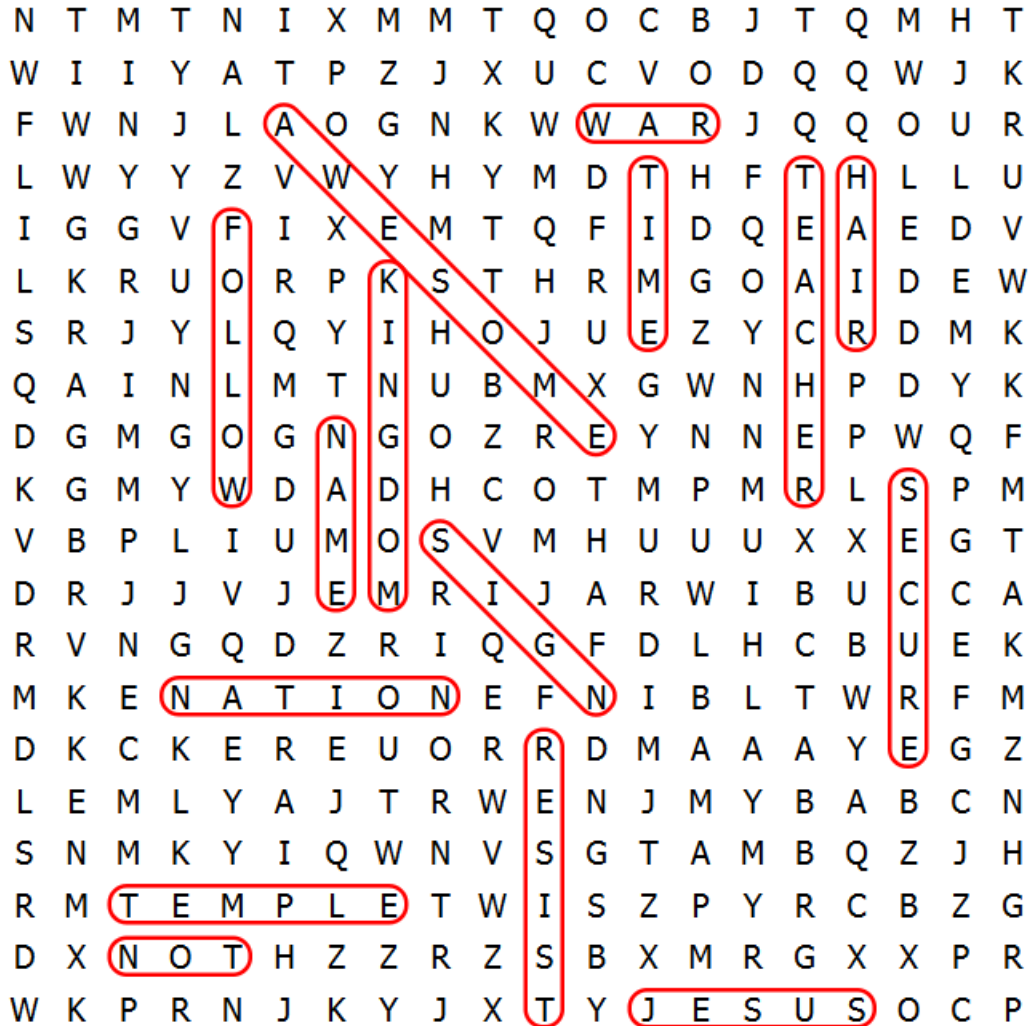 N T M T N I X M M T Q O C B J T Q M H T
W I I Y A T P Z J X U C V O D Q Q W J K
F W N J L A O G N K W W A R J Q Q O U R
L W Y Y Z V W Y H Y M D T H F T H L L U
I G G V F I X E M T Q F I D Q E A E D V
L K R U O R P K S T H R M G O A I D E W
S R J Y L Q Y I H O J U E Z Y C R D M K
Q A I N L M T N U B M X G W N H P D Y K
D G M G O G N G O Z R E Y N N E P W Q F
K G M Y W D A D H C O T M P M R L S P M
V B P L I U M O S V M H U U U X X E G T
D R J J V J E M R I J A R W I B U C C A
R V N G Q D Z R I Q G F D L H C B U E K
M K E N A T I O N E F N I B L T W R F M
D K C K E R E U O R R D M A A A Y E G Z
L E M L Y A J T R W E N J M Y B A B C N
S N M K Y I Q W N V S G T A M B Q Z J H
R M T E M P L E T W I S Z P Y R C B Z G
D X N O T H Z Z R Z S B X M R G X X P R
W K P R N J K Y J X T Y J E S U S O C P